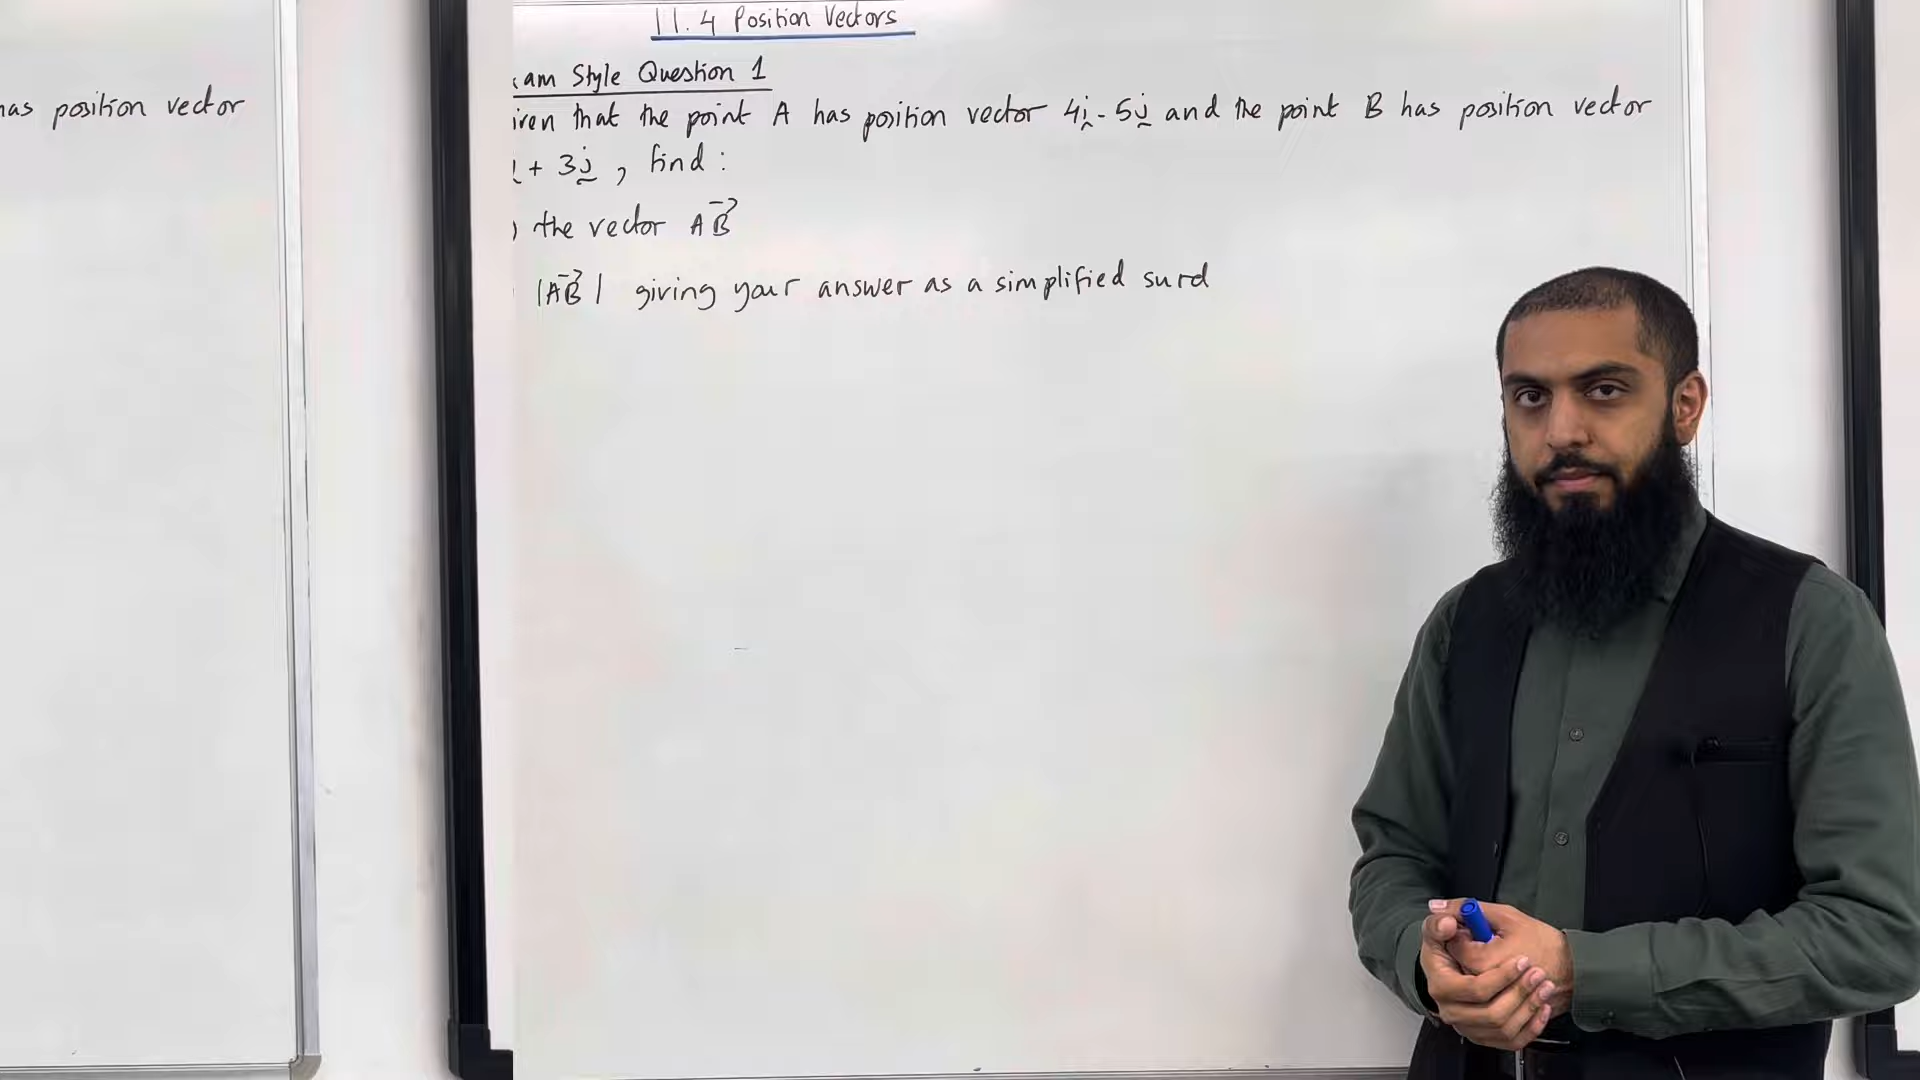 has position vector
11.4 Position Vectors
am Style Question 1
iven that the point A has position vector 4i - 5j and the point B has position vector
+ 3j , find :
) the vector AB
|AB| giving your answer as a simplified surd